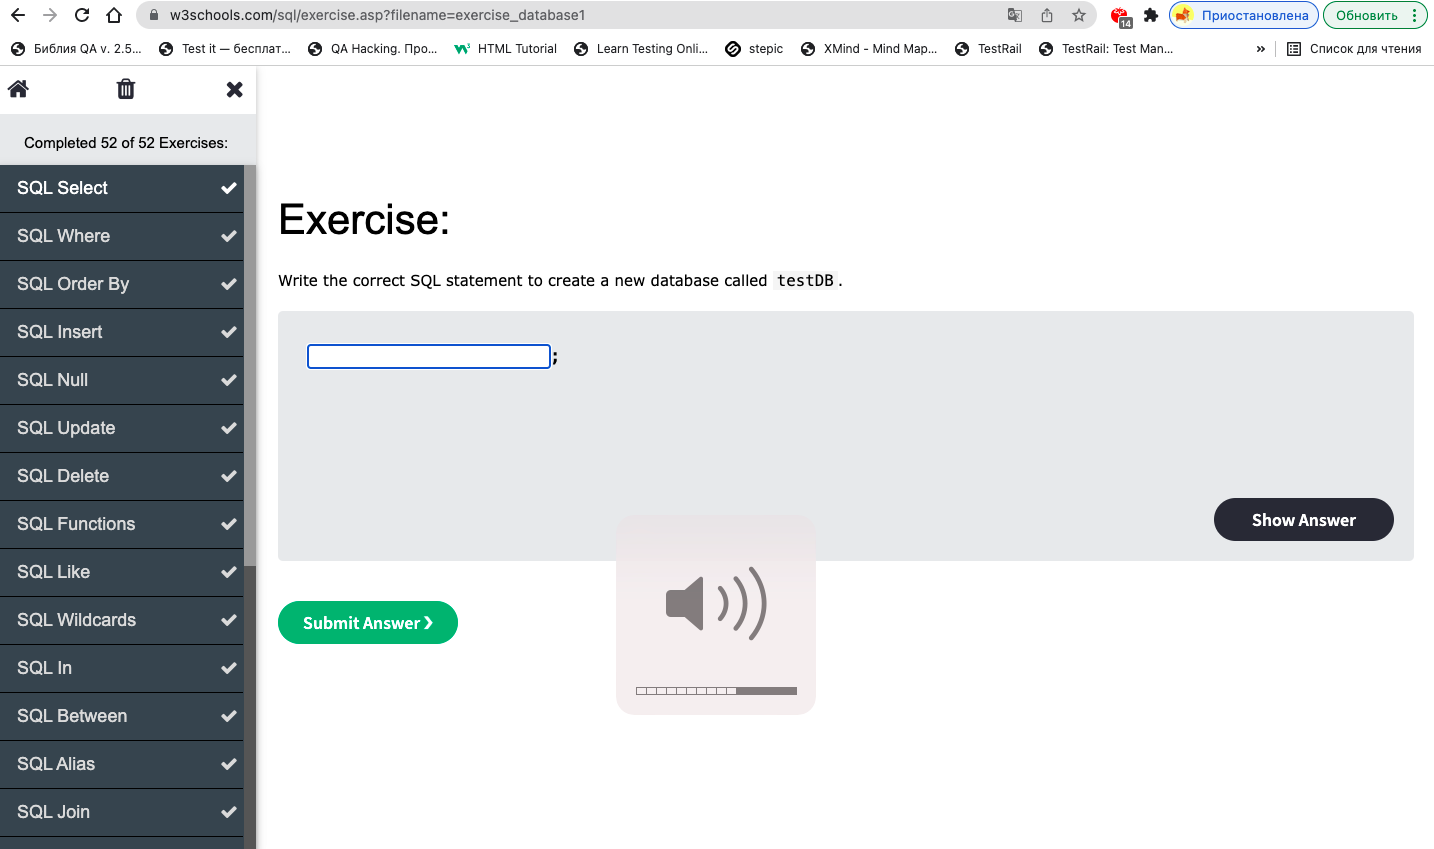 w3schools.com/sql/exercise.asp?filename=exercise_database1
14
Приостановлена
Обновить
Библия QA v. 2.5...
Test it — бесплат...
QA Hacking. Про...
HTML Tutorial
Learn Testing Onli...
stepic
XMind - Mind Map...
TestRail
TestRail: Test Man...
»
Список для чтения
Completed 52 of 52 Exercises:
SQL Select
SQL Where
SQL Order By
SQL Insert
SQL Null
SQL Update
SQL Delete
SQL Functions
SQL Like
SQL Wildcards
SQL In
SQL Between
SQL Alias
SQL Join
Exercise:
Write the correct SQL statement to create a new database called testDB.
;
Show Answer
Submit Answer ❯